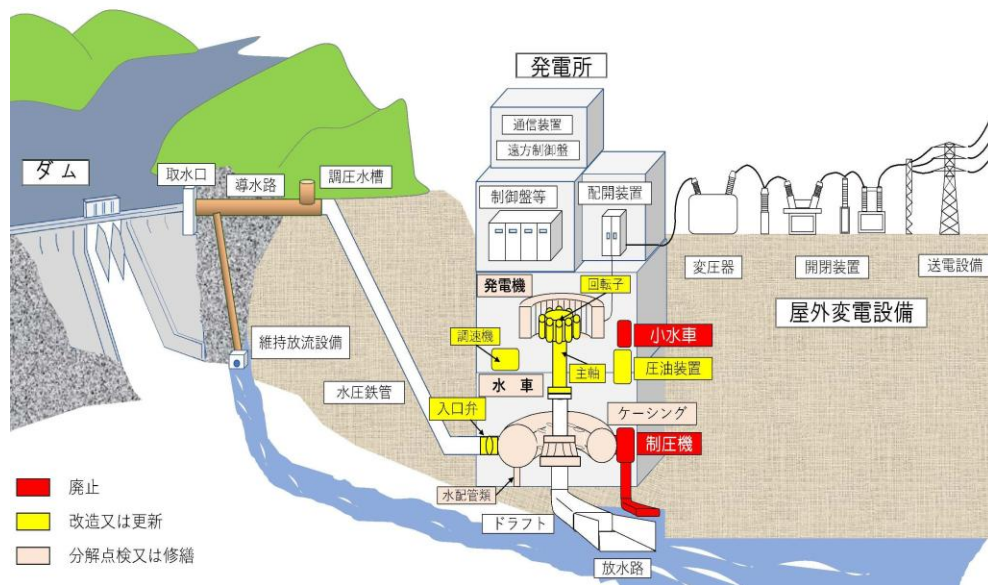 発電所
通信装置
遠方制御盤
ダム
取水口
導水路
調圧水槽
制御盤等
配開装置
変圧器
開閉装置
送電設備
屋外変電設備
発電機
回転子
小水車
調速機
主軸
圧油装置
維持放流設備
水圧鉄管
水車
入口弁
ケーシング
制圧機
水配管類
ドラフト
放水路
廃止
改造又は更新
分解点検又は修繕